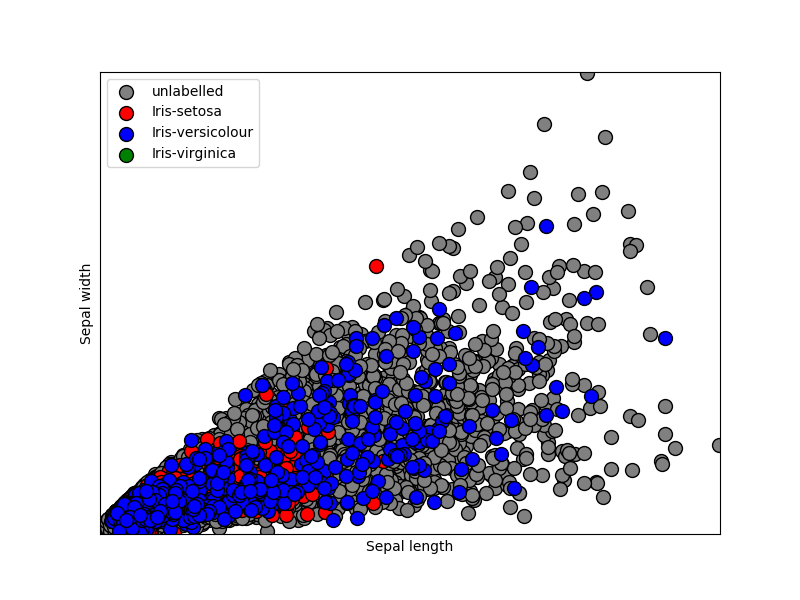 unlabelled
Iris-setosa
Iris-versicolour
Iris-virginica
Sepal width
Sepal length